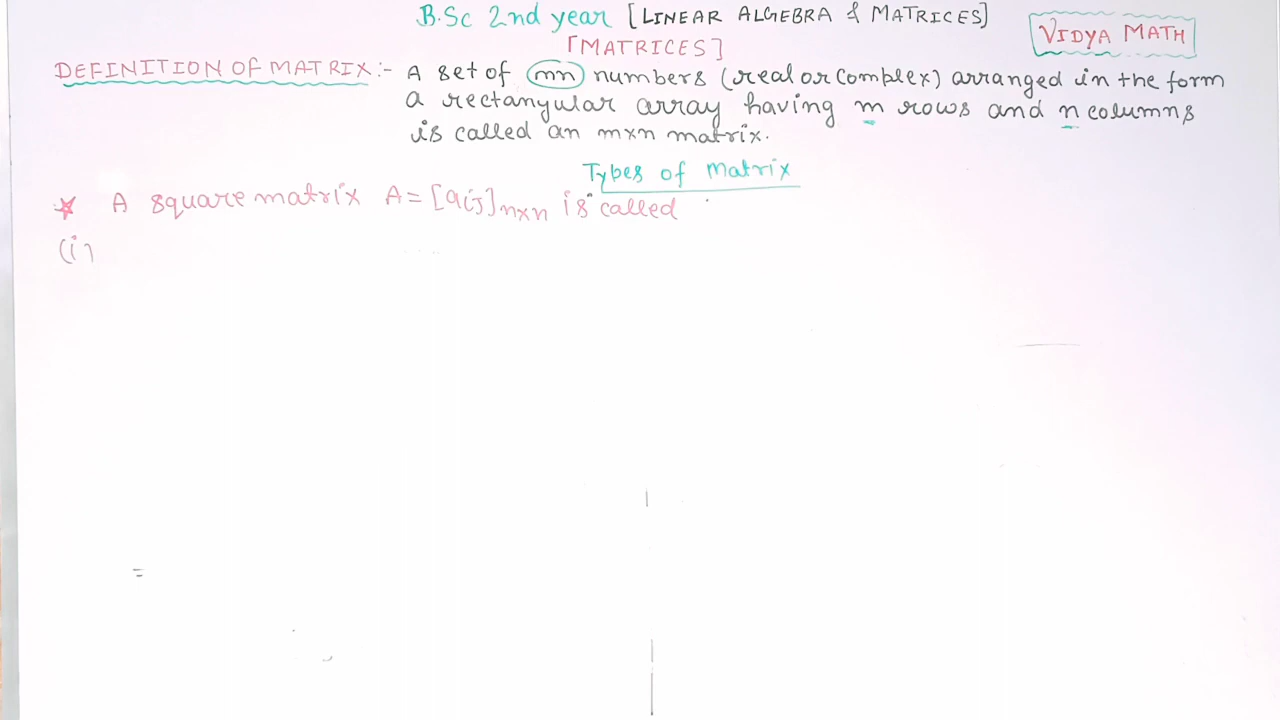 B.Sc 2nd year [LINEAR ALGEBRA & MATRICES]
VIDYA MATH
[MATRICES]
DEFINITION OF MATRIX:- A set of mn numbers (real or complex) arranged in the form
a rectangular array having m rows and n columns
is called an m×n matrix.
Types of Matrix
* A square matrix A = [aij]n×n is called
(i)